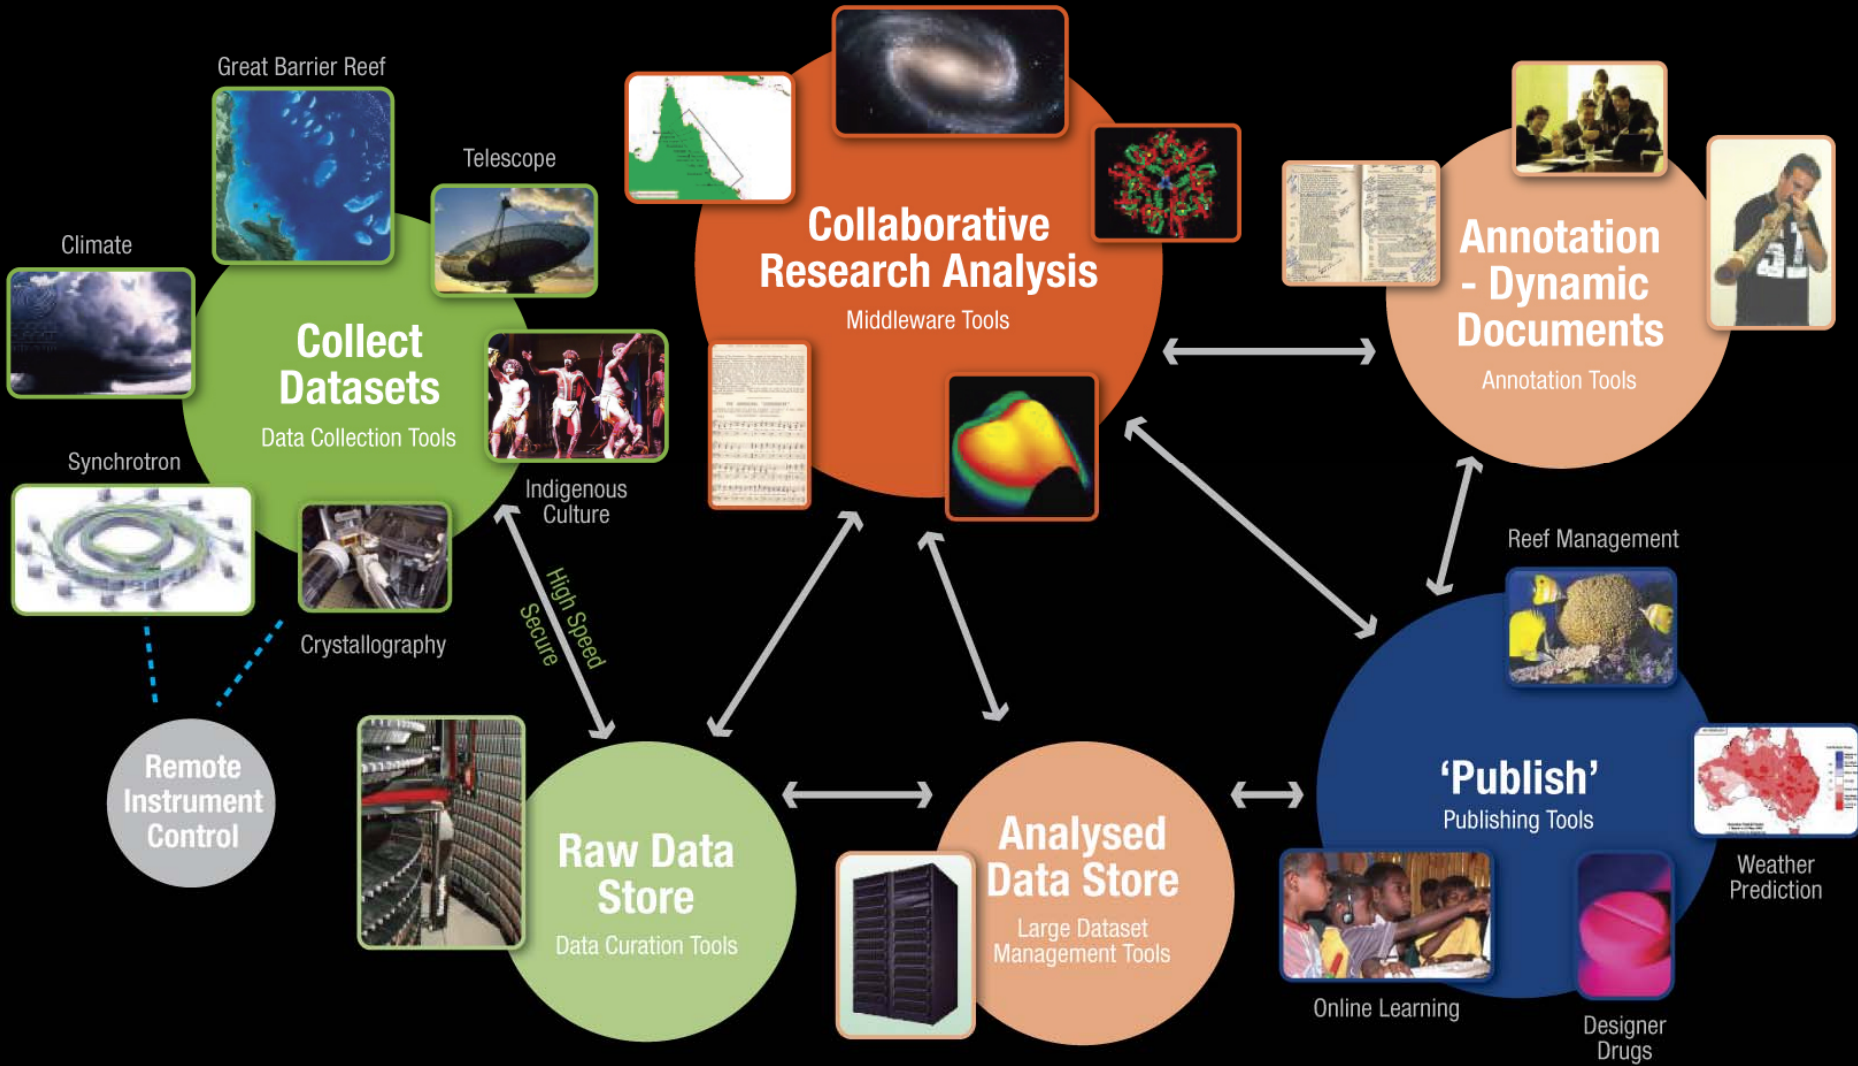 Great Barrier Reef
Telescope
Climate
Collect
Datasets
Data Collection Tools
Synchrotron
Indigenous
Culture
Crystallography
High Speed
Secure
Remote
Instrument
Control
Collaborative
Research Analysis
Middleware Tools
Annotation
- Dynamic
Documents
Annotation Tools
Raw Data
Store
Data Curation Tools
Analysed
Data Store
Large Dataset
Management Tools
Reef Management
‘Publish’
Publishing Tools
Weather
Prediction
Online Learning
Designer
Drugs